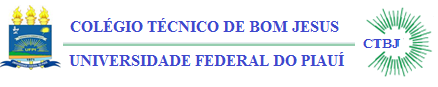 COLÉGIO TÉCNICO DE BOM JESUS
UNIVERSIDADE FEDERAL DO PIAUÍ
CTBJ